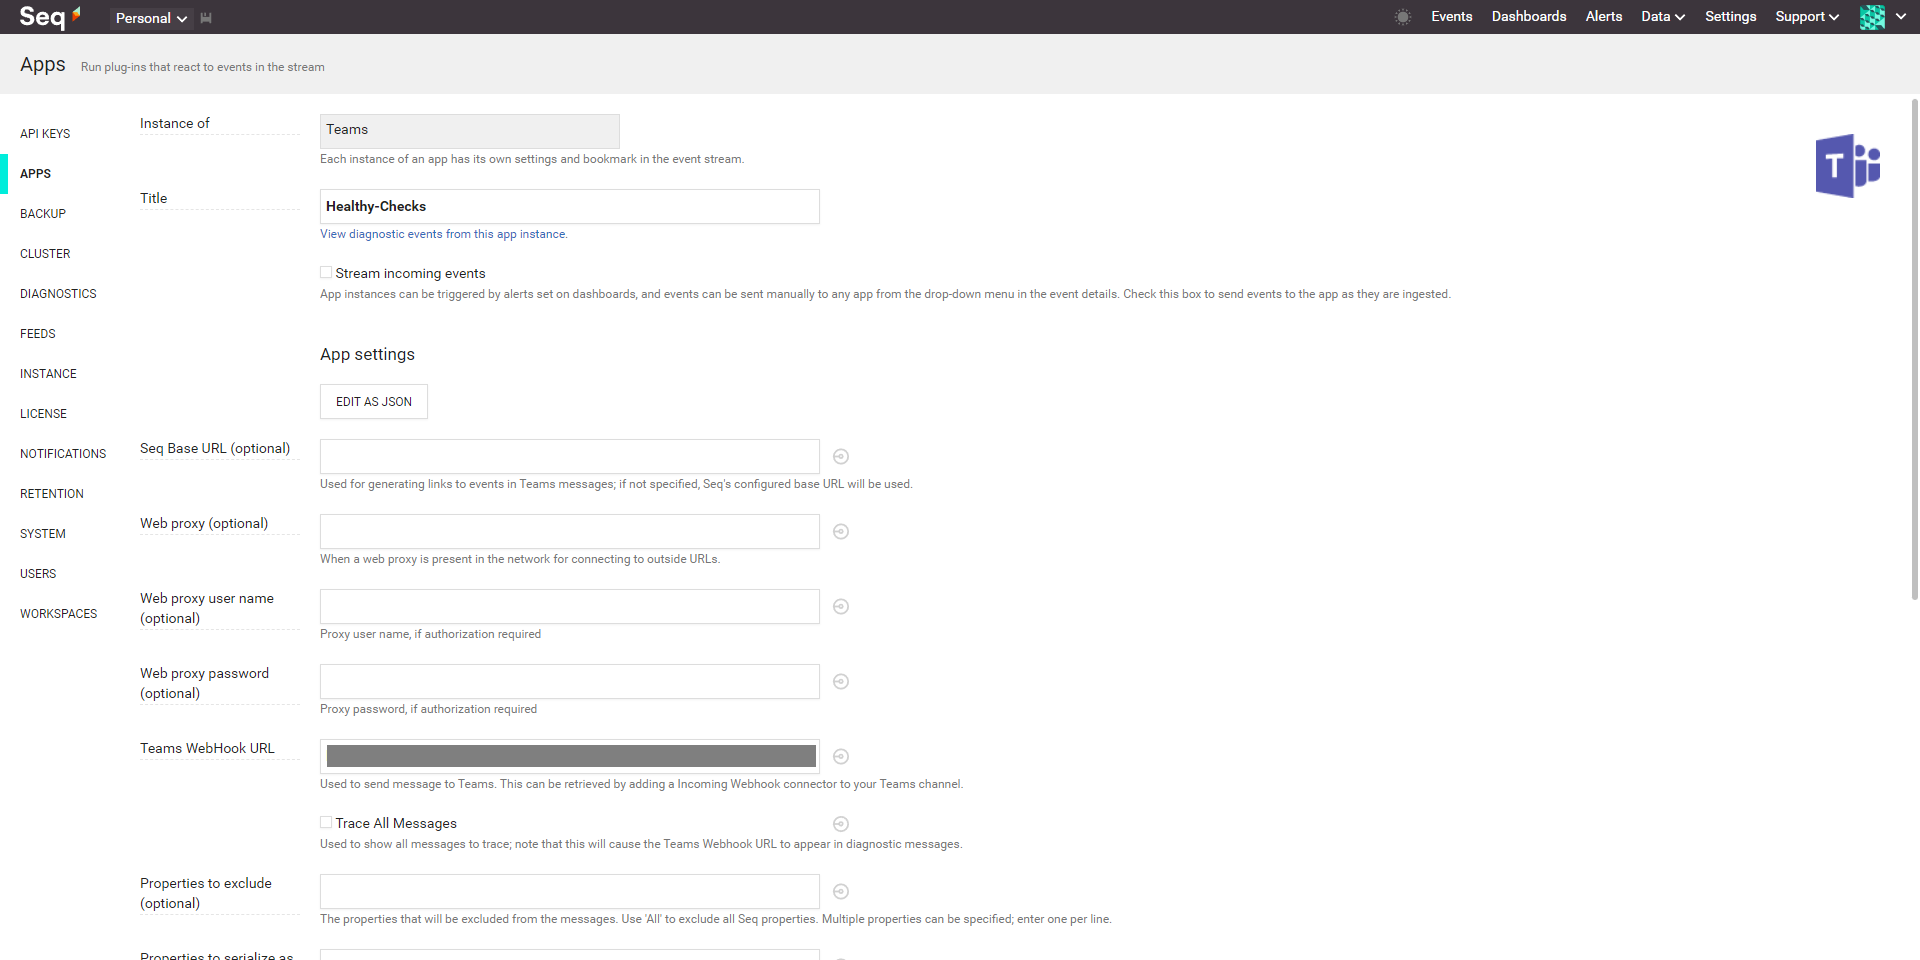 Seq
Personal
Events
Dashboards
Alerts
Data
Settings
Support
Apps
Run plug-ins that react to events in the stream
API KEYS
APPS
BACKUP
CLUSTER
DIAGNOSTICS
FEEDS
INSTANCE
LICENSE
NOTIFICATIONS
RETENTION
SYSTEM
USERS
WORKSPACES
Instance of
Teams
Each instance of an app has its own settings and bookmark in the event stream.
T
Title
Healthy-Checks
View diagnostic events from this app instance.
Stream incoming events
App instances can be triggered by alerts set on dashboards, and events can be sent manually to any app from the drop-down menu in the event details. Check this box to send events to the app as they are ingested.
App settings
EDIT AS JSON
Seq Base URL (optional)
Used for generating links to events in Teams messages; if not specified, Seq's configured base URL will be used.
Web proxy (optional)
When a web proxy is present in the network for connecting to outside URLs.
Web proxy user name
(optional)
Proxy user name, if authorization required
Web proxy password
(optional)
Proxy password, if authorization required
Teams WebHook URL
Used to send message to Teams. This can be retrieved by adding a Incoming Webhook connector to your Teams channel.
Trace All Messages
Used to show all messages to trace; note that this will cause the Teams Webhook URL to appear in diagnostic messages.
Properties to exclude
(optional)
The properties that will be excluded from the messages. Use 'All' to exclude all Seq properties. Multiple properties can be specified; enter one per line.
Properties to serialize as